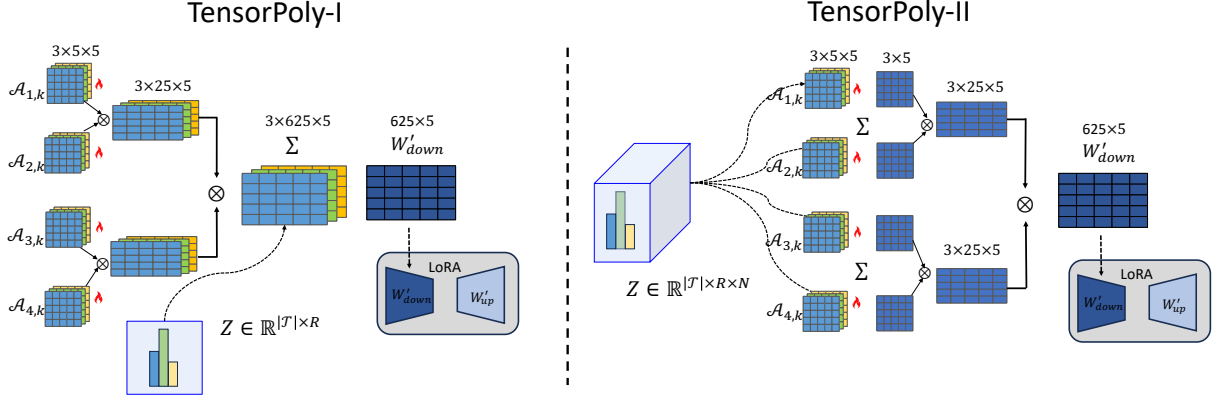 TensorPoly-I
3×5×5
𝒜1,k
3×25×5
𝒜2,k
⊗
3×625×5
Σ
625×5
W'down
⊗
𝒜3,k
𝒜4,k
⊗
LoRA
W'down
W'up
Z ∈ ℝ|𝒯|×R
TensorPoly-II
3×5×5
3×5
𝒜1,k
3×25×5
Σ
⊗
𝒜2,k
625×5
W'down
⊗
𝒜3,k
Σ
3×25×5
⊗
𝒜4,k
Z ∈ ℝ|𝒯|×R×N
LoRA
W'down
W'up